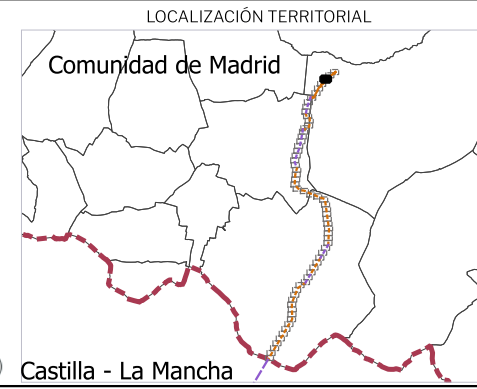 LOCALIZACIÓN TERRITORIAL
Comunidad de Madrid
Castilla - La Mancha